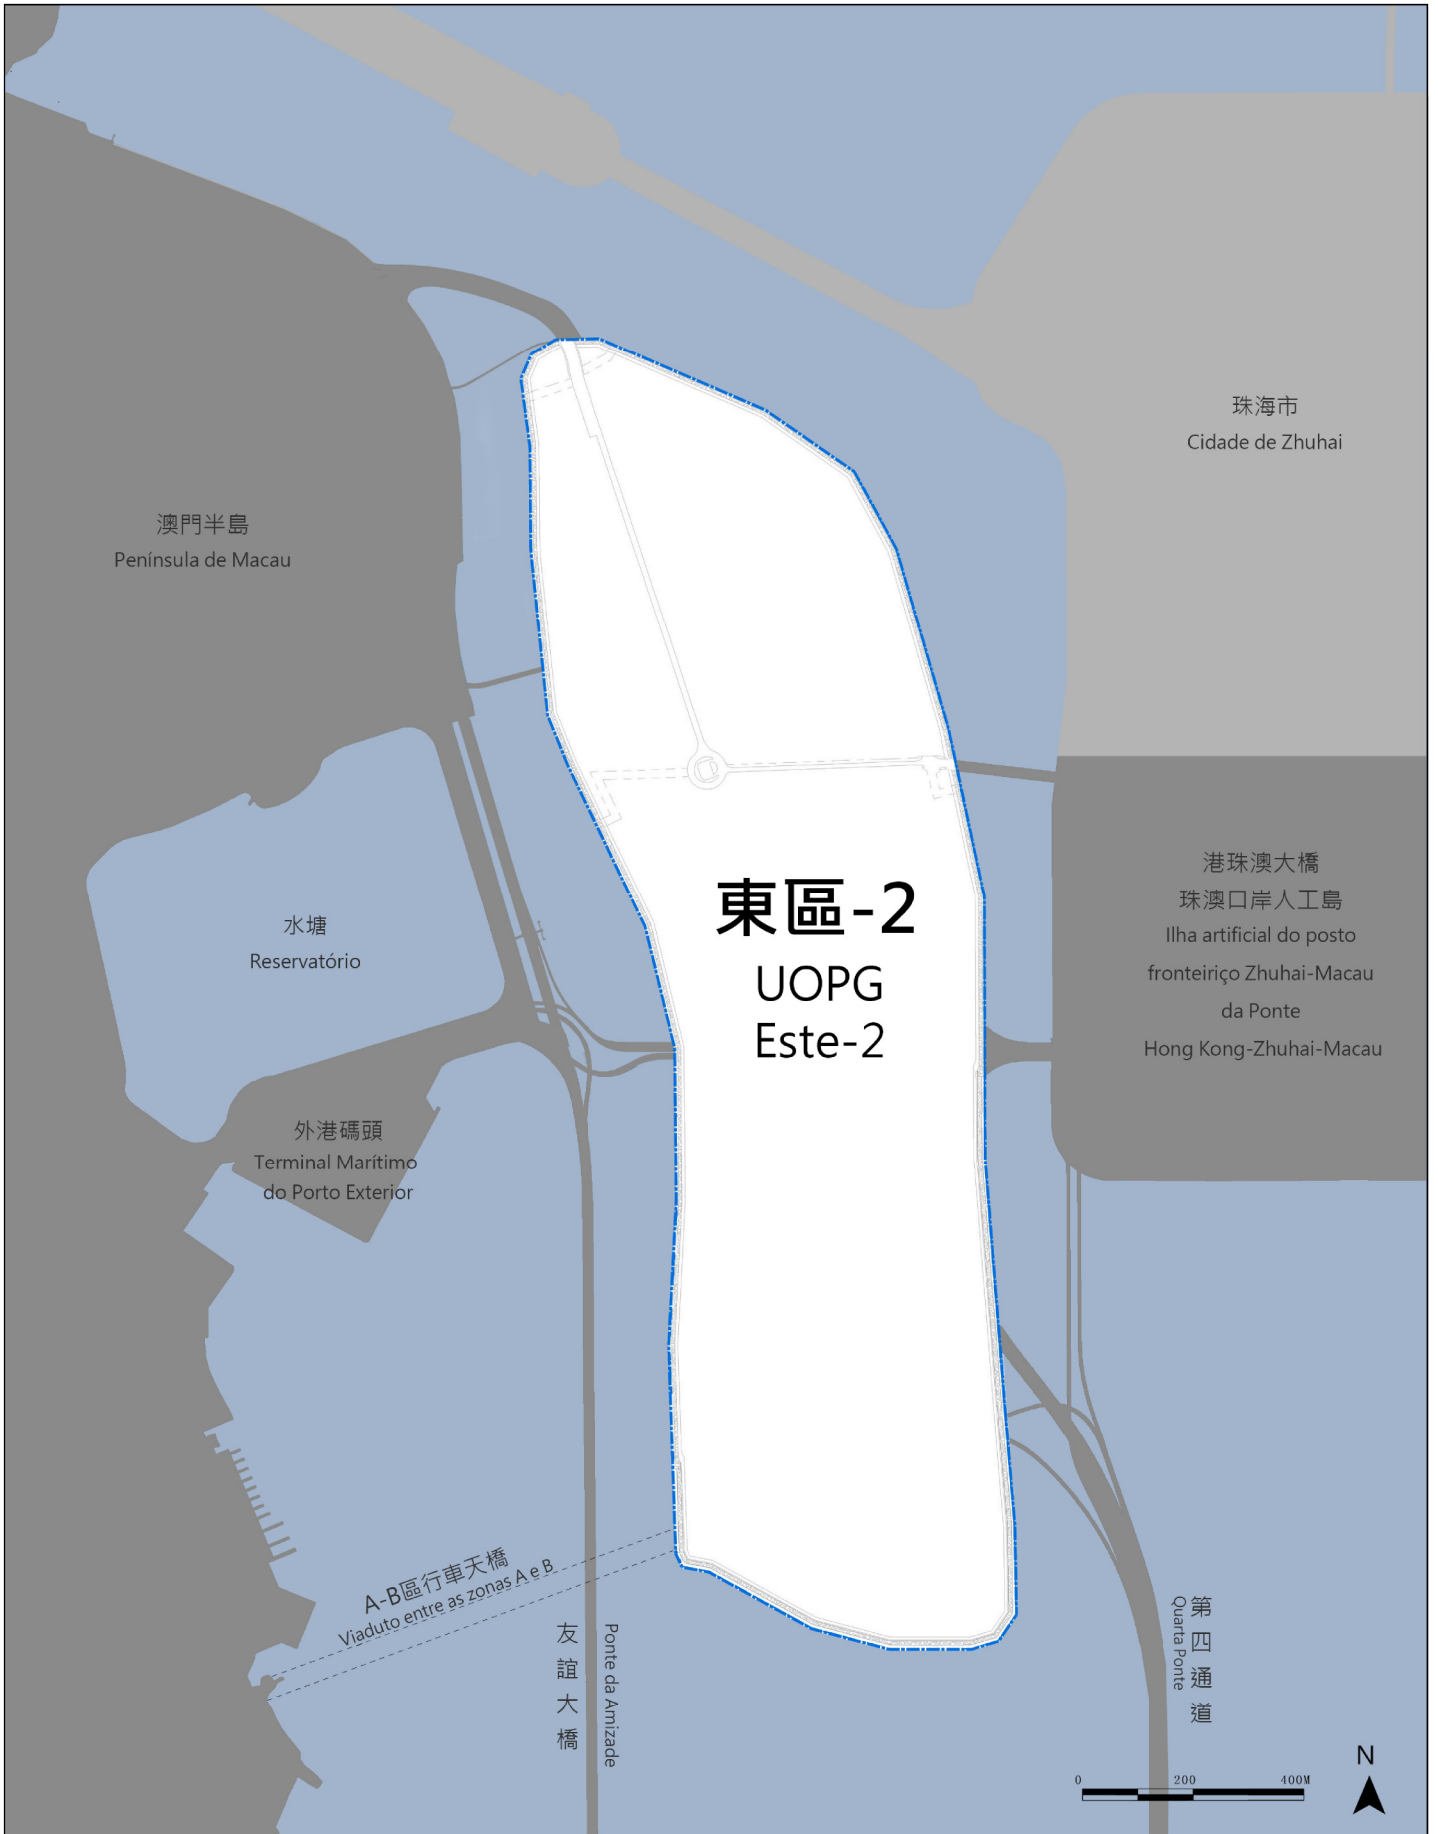 珠海市
Cidade de Zhuhai
澳門半島
Península de Macau
東區-2
UOPG
Este-2
港珠澳大橋
珠澳口岸人工島
Ilha artificial do posto
fronteiriço Zhuhai-Macau
da Ponte
Hong Kong-Zhuhai-Macau
水塘
Reservatório
外港碼頭
Terminal Marítimo
do Porto Exterior
A-B區行車天橋
Viaduto entre as zonas A e B
友誼大橋
Ponte da Amizade
第四通道
Quarta Ponte
N
0 200 400M